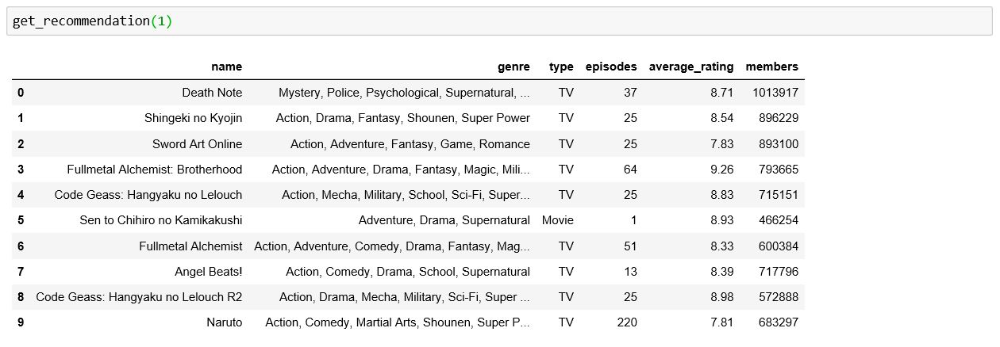 get_recommendation(1)
name genre type episodes average_rating members
0 Death Note Mystery, Police, Psychological, Supernatural, ... TV 37 8.71 1013917
1 Shingeki no Kyojin Action, Drama, Fantasy, Shounen, Super Power TV 25 8.54 896229
2 Sword Art Online Action, Adventure, Fantasy, Game, Romance TV 25 7.83 893100
3 Fullmetal Alchemist: Brotherhood Action, Adventure, Drama, Fantasy, Magic, Mili... TV 64 9.26 793665
4 Code Geass: Hangyaku no Lelouch Action, Mecha, Military, School, Sci-Fi, Super... TV 25 8.83 715151
5 Sen to Chihiro no Kamikakushi Adventure, Drama, Supernatural Movie 1 8.93 466254
6 Fullmetal Alchemist Action, Adventure, Comedy, Drama, Fantasy, Mag... TV 51 8.33 600384
7 Angel Beats! Action, Comedy, Drama, School, Supernatural TV 13 8.39 717796
8 Code Geass: Hangyaku no Lelouch R2 Action, Drama, Mecha, Military, Sci-Fi, Super ... TV 25 8.98 572888
9 Naruto Action, Comedy, Martial Arts, Shounen, Super P... TV 220 7.81 683297